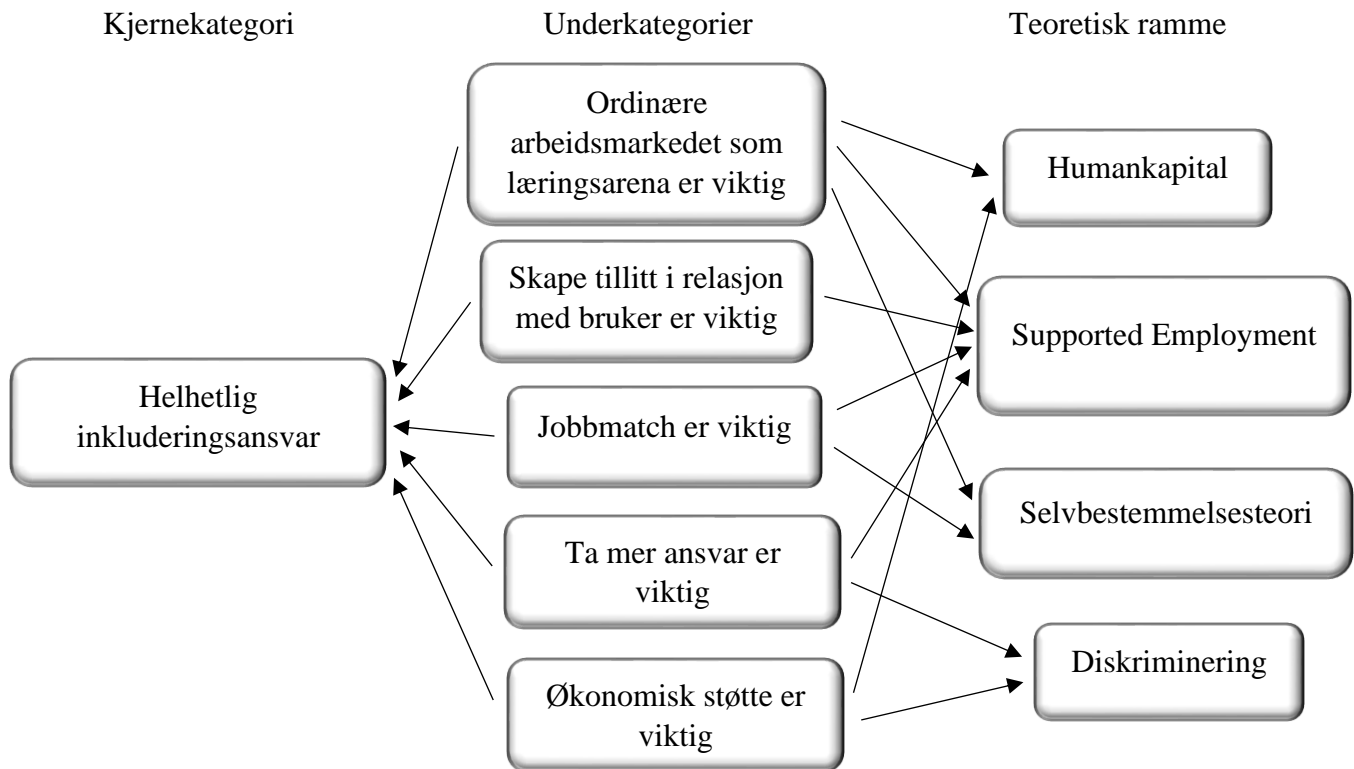 Kjernekategori
Underkategorier
Teoretisk ramme
Ordinære
arbeidsmarkedet som
læringsarena er viktig
Skape tillitt i relasjon
med bruker er viktig
Jobbmatch er viktig
Ta mer ansvar er
viktig
Økonomisk støtte er
viktig
Helhetlig
inkluderingsansvar
Humankapital
Supported Employment
Selvbestemmelsesteori
Diskriminering